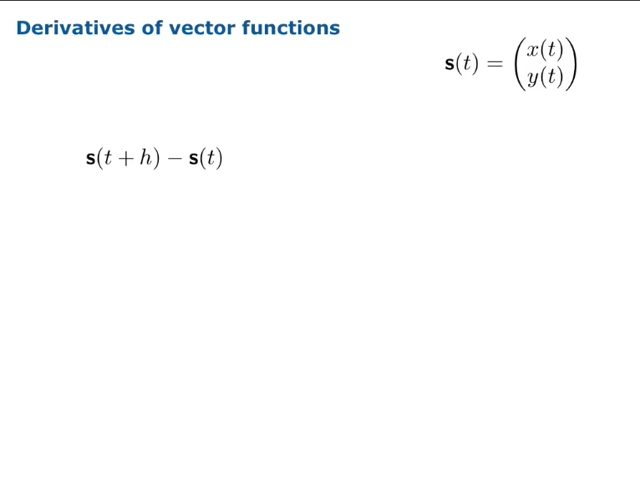 Derivatives of vector functions
s(t) = (x(t)
y(t))
s(t + h) − s(t)